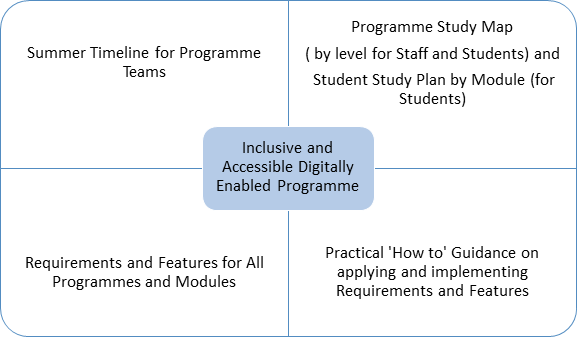 Summer Timeline for Programme
Teams
Programme Study Map
( by level for Staff and Students) and
Student Study Plan by Module (for
Students)
Inclusive and
Accessible Digitally
Enabled Programme
Requirements and Features for All
Programmes and Modules
Practical 'How to' Guidance on
applying and implementing
Requirements and Features